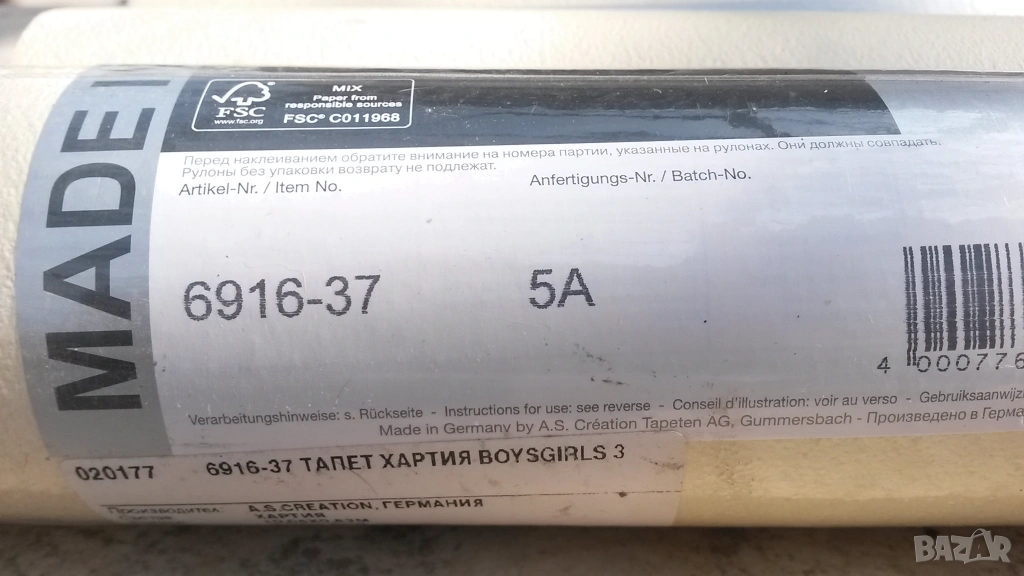 MADE I
FSC
www.fsc.org
MIX
Paper from
responsible sources
FSC® C011968
Перед наклеиванием обратите внимание на номера партии, указанные на рулонах. Они должны совпадать.
Рулоны без упаковки возврату не подлежат.
Artikel-Nr. / Item No.
Anfertigungs-Nr. / Batch-No.
6916-37
5A
4 000776
Verarbeitungshinweise: s. Rückseite - Instructions for use: see reverse - Conseil d'illustration: voir au verso - Gebruiksaanwijzi
Made in Germany by A.S. Création Tapeten AG, Gummersbach - Произведено в Герма
020177 6916-37 ТАПЕТ ХАРТИЯ BOYSGIRLS 3
Производител: A.S.CREATION, ГЕРМАНИЯ
ХАРТИЯ
BAZAR